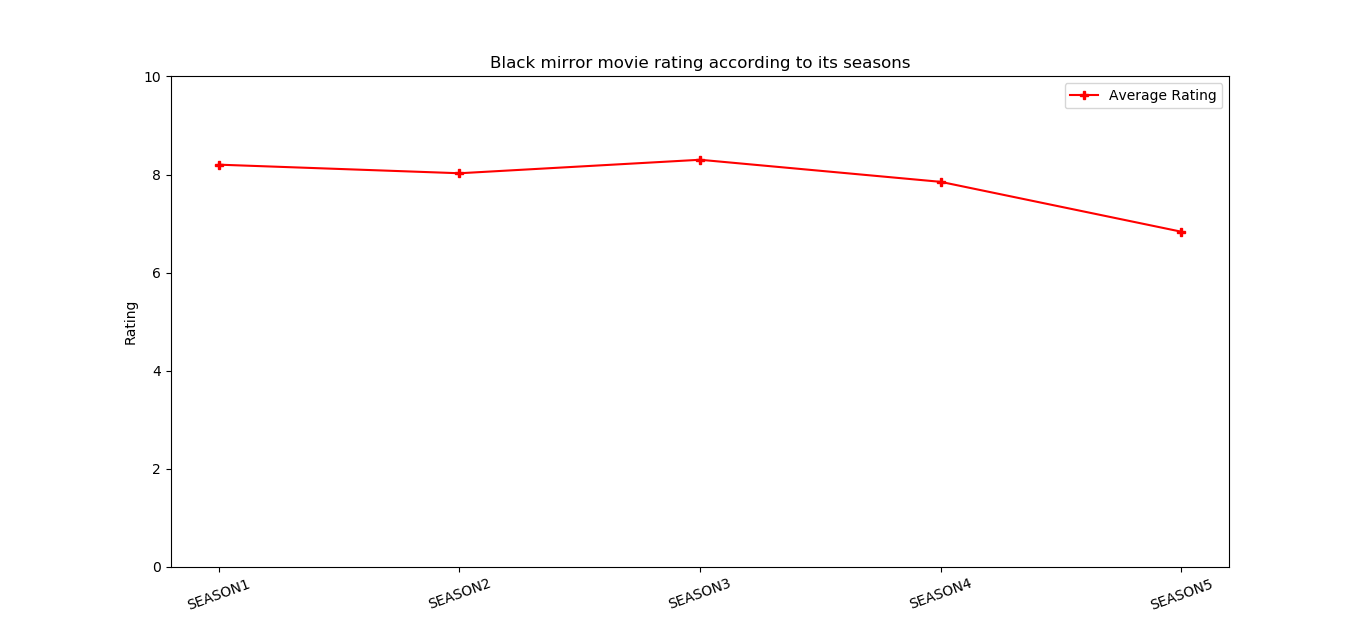 Black mirror movie rating according to its seasons
Average Rating
Rating
10
8
6
4
2
0
SEASON1
SEASON2
SEASON3
SEASON4
SEASON5